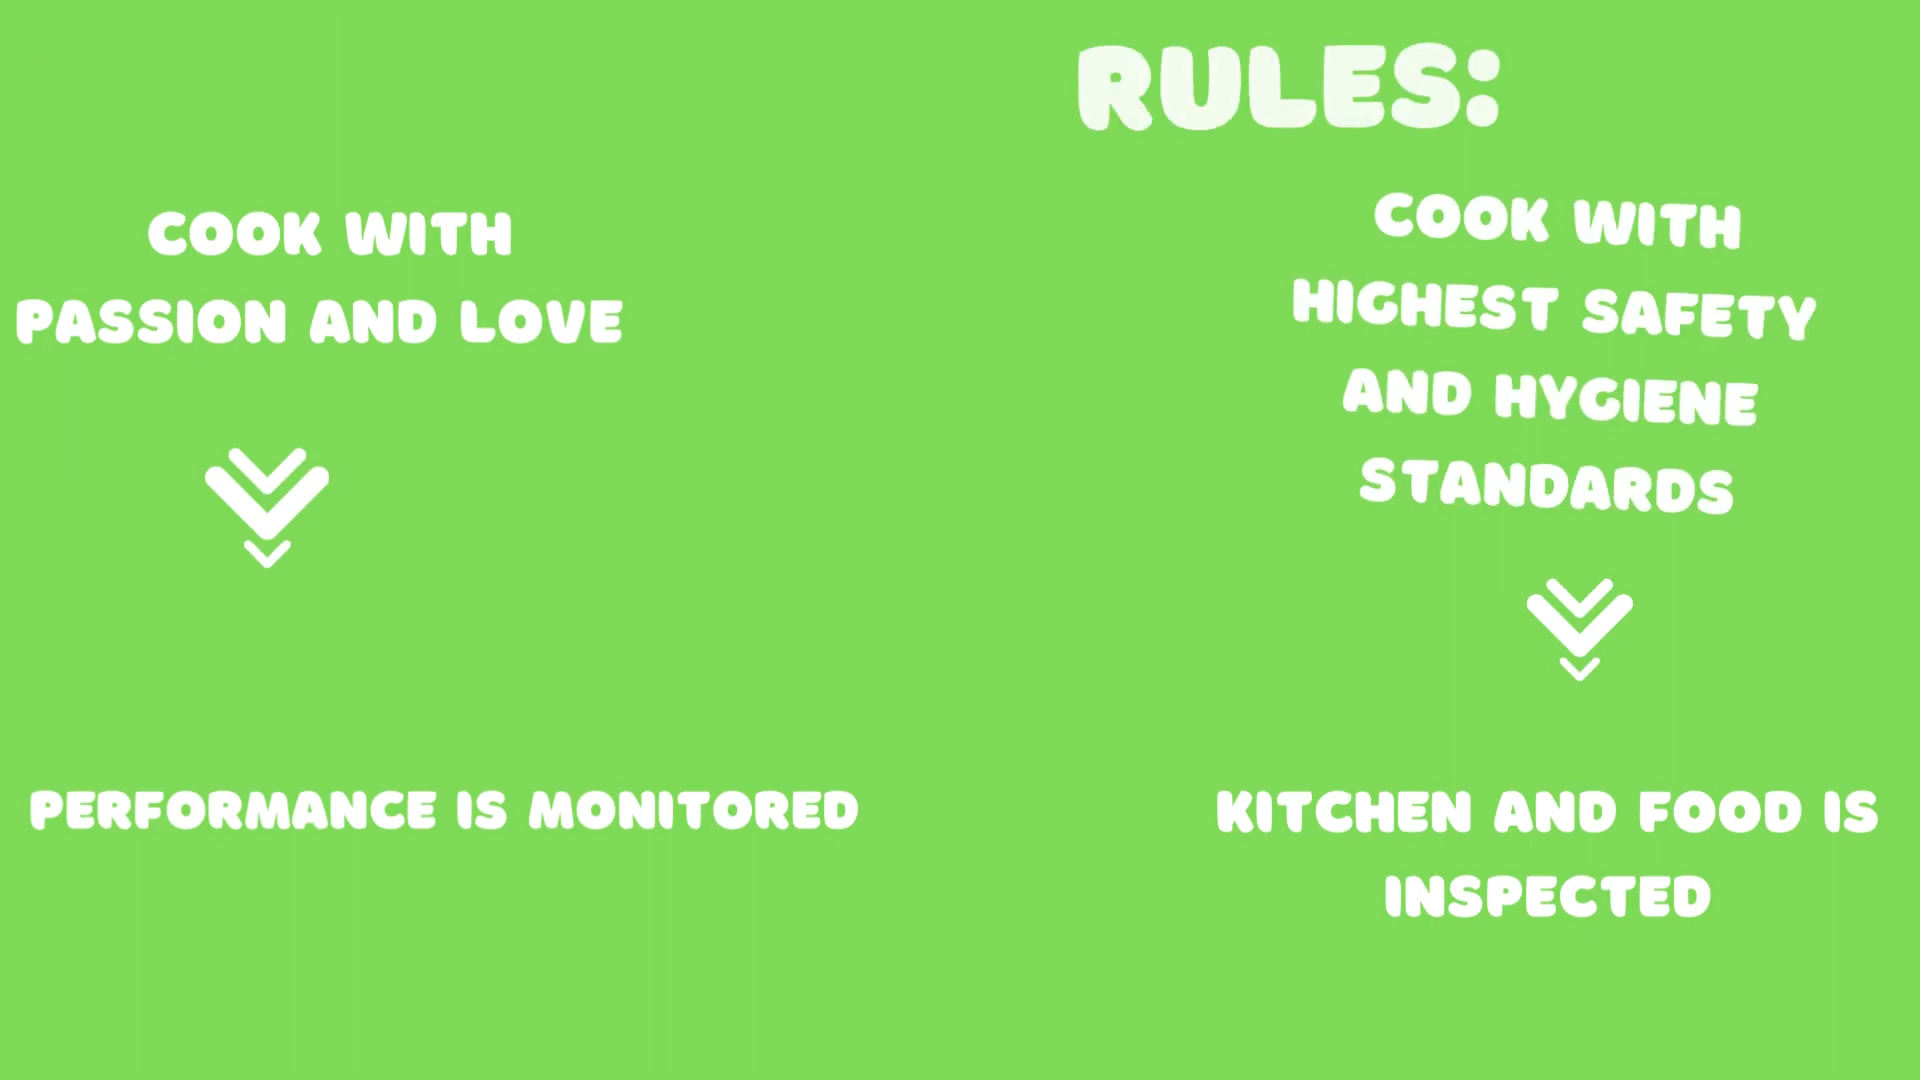 RULES:
COOK WITH
PASSION AND LOVE
PERFORMANCE IS MONITORED
COOK WITH
HIGHEST SAFETY
AND HYGIENE
STANDARDS
KITCHEN AND FOOD IS
INSPECTED